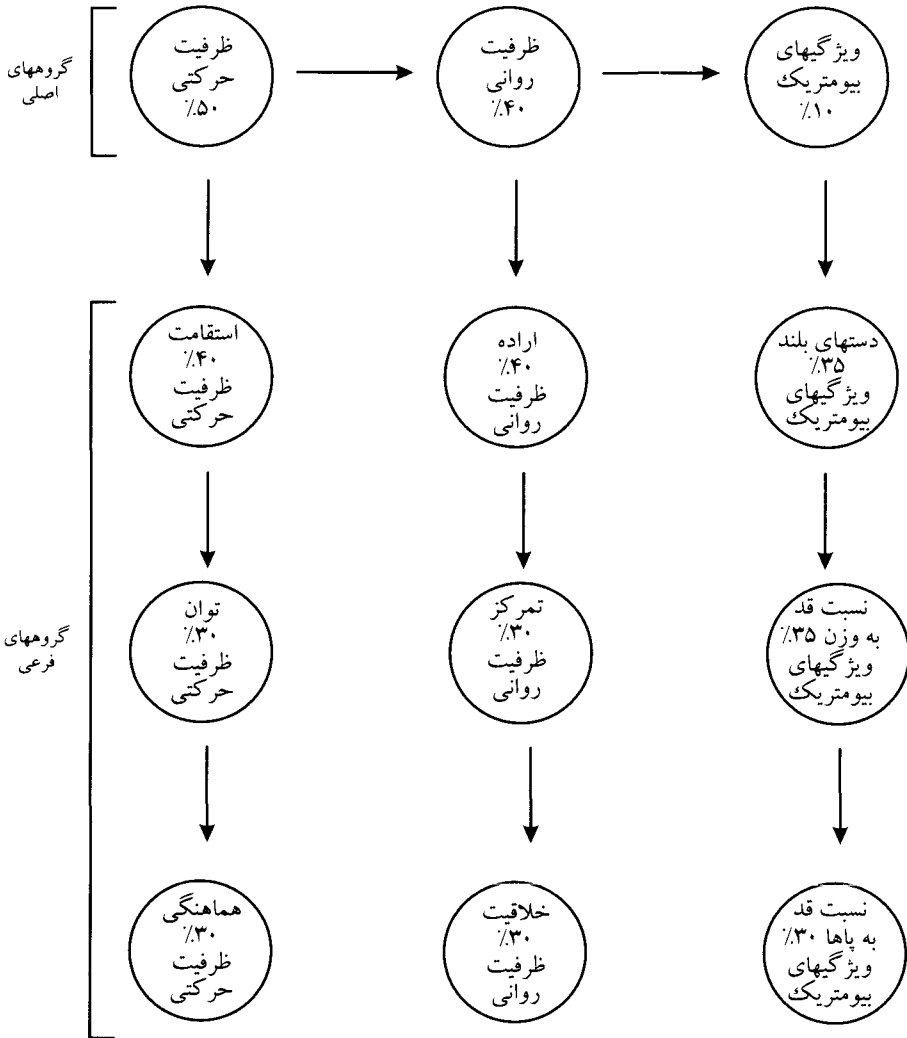 گروههای
اصلی
ظرفیت
حرکتی
٪۵۰
ظرفیت
روانی
٪۴۰
ویژگیهای
بیومتریک
٪۱۰
گروههای
فرعی
استقامت
٪۴۰
ظرفیت
حرکتی
اراده
٪۴۰
ظرفیت
روانی
دستهای بلند
٪۳۵
ویژگیهای
بیومتریک
توان
٪۳۰
ظرفیت
حرکتی
تمرکز
٪۳۰
ظرفیت
روانی
نسبت قد
به وزن ٪۳۵
ویژگیهای
بیومتریک
هماهنگی
٪۳۰
ظرفیت
حرکتی
خلاقیت
٪۳۰
ظرفیت
روانی
نسبت قد
به پاها ٪۳۰
ویژگیهای
بیومتریک